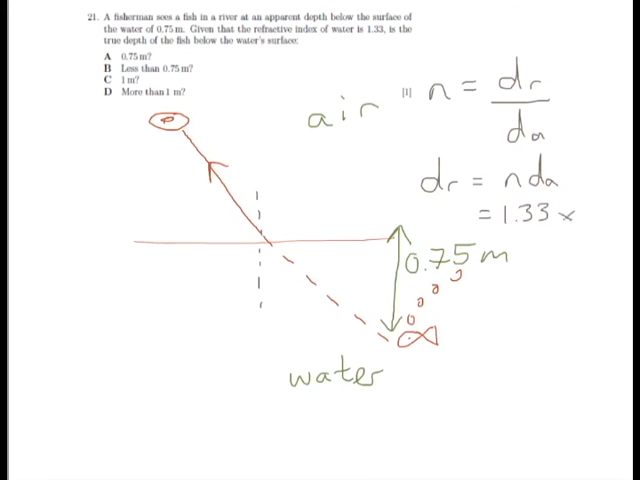 21. A fisherman sees a fish in a river at an apparent depth below the surface of
the water of 0.75 m. Given that the refractive index of water is 1.33, is the
true depth of the fish below the water's surface:
A 0.75 m?
B Less than 0.75 m?
C 1 m?
D More than 1 m?
[1]
n = dr / da
air
dr = nda
= 1.33 x
0.75 m
water